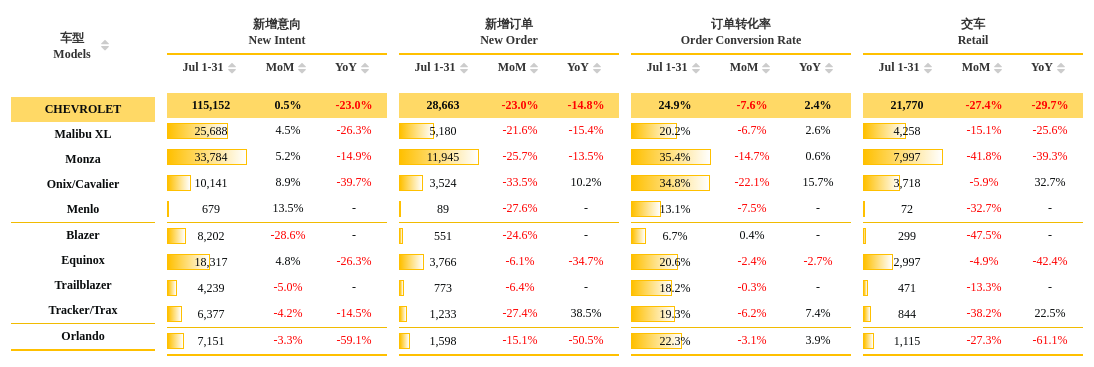 车型 新增意向 新增订单 订单转化率 交车
Models New Intent New Order Order Conversion Rate Retail
Jul 1-31 MoM YoY Jul 1-31 MoM YoY Jul 1-31 MoM YoY Jul 1-31 MoM YoY
CHEVROLET 115,152 0.5% -23.0% 28,663 -23.0% -14.8% 24.9% -7.6% 2.4% 21,770 -27.4% -29.7%
Malibu XL 25,688 4.5% -26.3% 5,180 -21.6% -15.4% 20.2% -6.7% 2.6% 4,258 -15.1% -25.6%
Monza 33,784 5.2% -14.9% 11,945 -25.7% -13.5% 35.4% -14.7% 0.6% 7,997 -41.8% -39.3%
Onix/Cavalier 10,141 8.9% -39.7% 3,524 -33.5% 10.2% 34.8% -22.1% 15.7% 3,718 -5.9% 32.7%
Menlo 679 13.5% - 89 -27.6% - 13.1% -7.5% - 72 -32.7% -
Blazer 8,202 -28.6% - 551 -24.6% - 6.7% 0.4% - 299 -47.5% -
Equinox 18,317 4.8% -26.3% 3,766 -6.1% -34.7% 20.6% -2.4% -2.7% 2,997 -4.9% -42.4%
Trailblazer 4,239 -5.0% - 773 -6.4% - 18.2% -0.3% - 471 -13.3% -
Tracker/Trax 6,377 -4.2% -14.5% 1,233 -27.4% 38.5% 19.3% -6.2% 7.4% 844 -38.2% 22.5%
Orlando 7,151 -3.3% -59.1% 1,598 -15.1% -50.5% 22.3% -3.1% 3.9% 1,115 -27.3% -61.1%